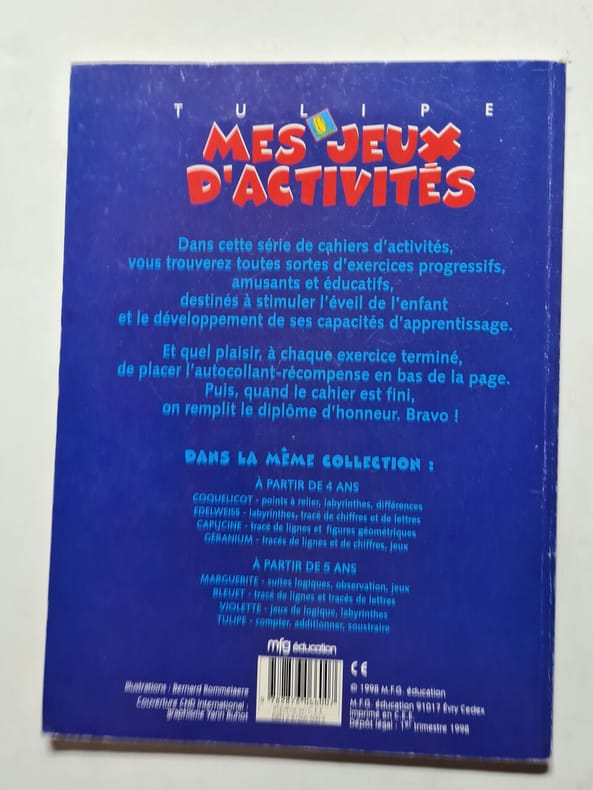 TULIPE
MES JEUX
D'ACTIVITÉS
Dans cette série de cahiers d'activités,
vous trouverez toutes sortes d'exercices progressifs,
amusants et éducatifs,
destinés à stimuler l'éveil de l'enfant
et le développement de ses capacités d'apprentissage.
Et quel plaisir, à chaque exercice terminé,
de placer l'autocollant-récompense en bas de la page.
Puis, quand le cahier est fini,
on remplit le diplôme d'honneur. Bravo !
DANS LA MÊME COLLECTION :
À PARTIR DE 4 ANS
COQUELICOT - points à relier, labyrinthes, différences
EDELWEISS - labyrinthes, tracé de chiffres et de lettres
CAPUCINE - tracé de lignes et figures géométriques
GÉRANIUM - tracés de lignes et de chiffres, jeux
À PARTIR DE 5 ANS
MARGUERITE - suites logiques, observation, jeux
BLEUET - tracé de lignes et tracés de lettres
VIOLETTE - jeux de logique, labyrinthes
TULIPE - compter, additionner, soustraire
mfg éducation
Illustrations : Bernard Bommelaere
Couverture CND International :
graphisme Yann Buhot
CE
© 1998 M.F.G. éducation
M.F.G. éducation 91017 Évry Cedex
Imprimé en C.E.E.
Dépôt légal : 1er trimestre 1998